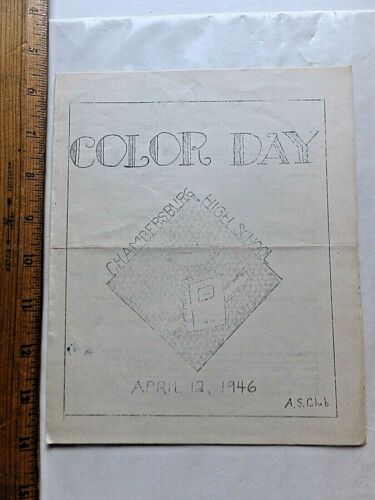 COLOR DAY
CHAMBERSBURG HIGH SCHOOL
APRIL 12, 1946
A.S. Club